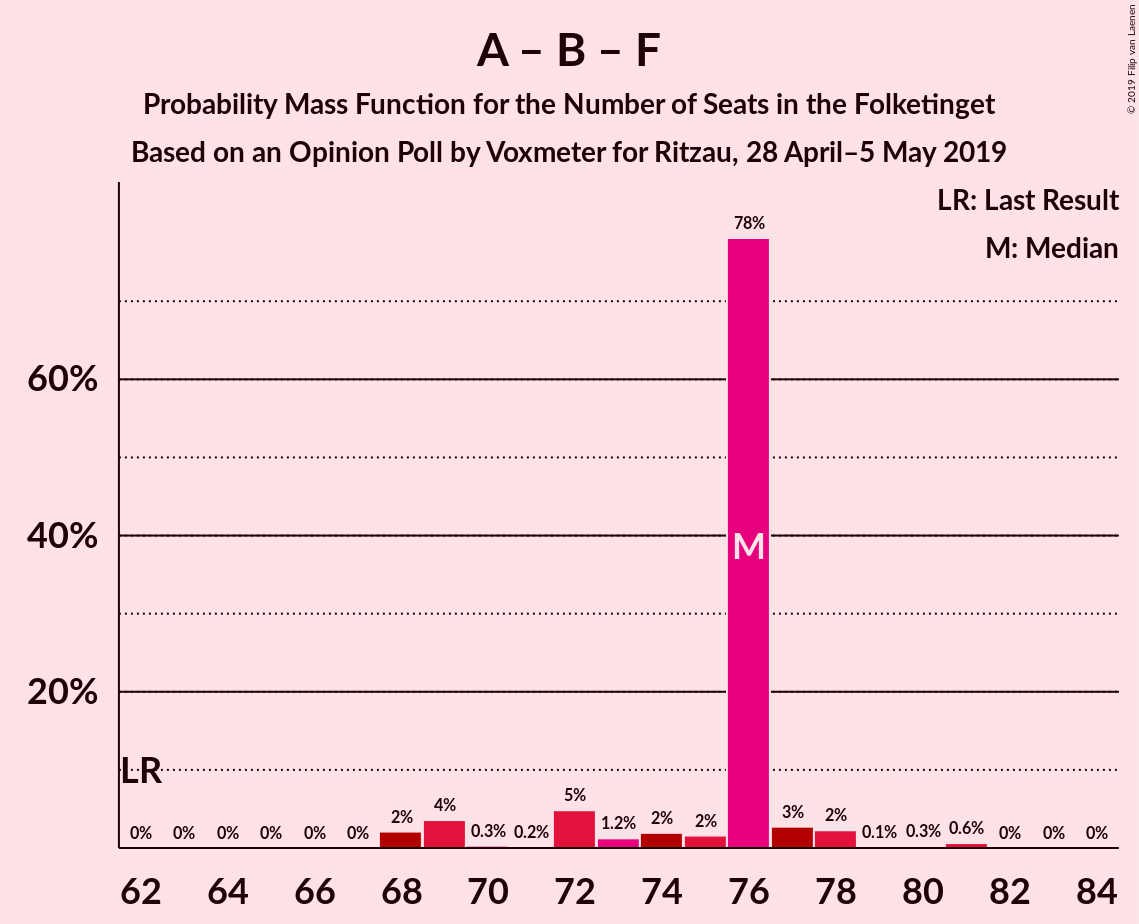 A – B – F
Probability Mass Function for the Number of Seats in the Folketinget
Based on an Opinion Poll by Voxmeter for Ritzau, 28 April–5 May 2019
© 2019 Filip van Laenen
LR: Last Result
M: Median
78%
60%
40%
M
20%
LR
0% 0% 0% 0% 0% 0% 2% 4% 0.3% 0.2% 5% 1.2% 2% 2% 3% 2% 0.1% 0.3% 0.6% 0% 0% 0%
62 64 66 68 70 72 74 76 78 80 82 84